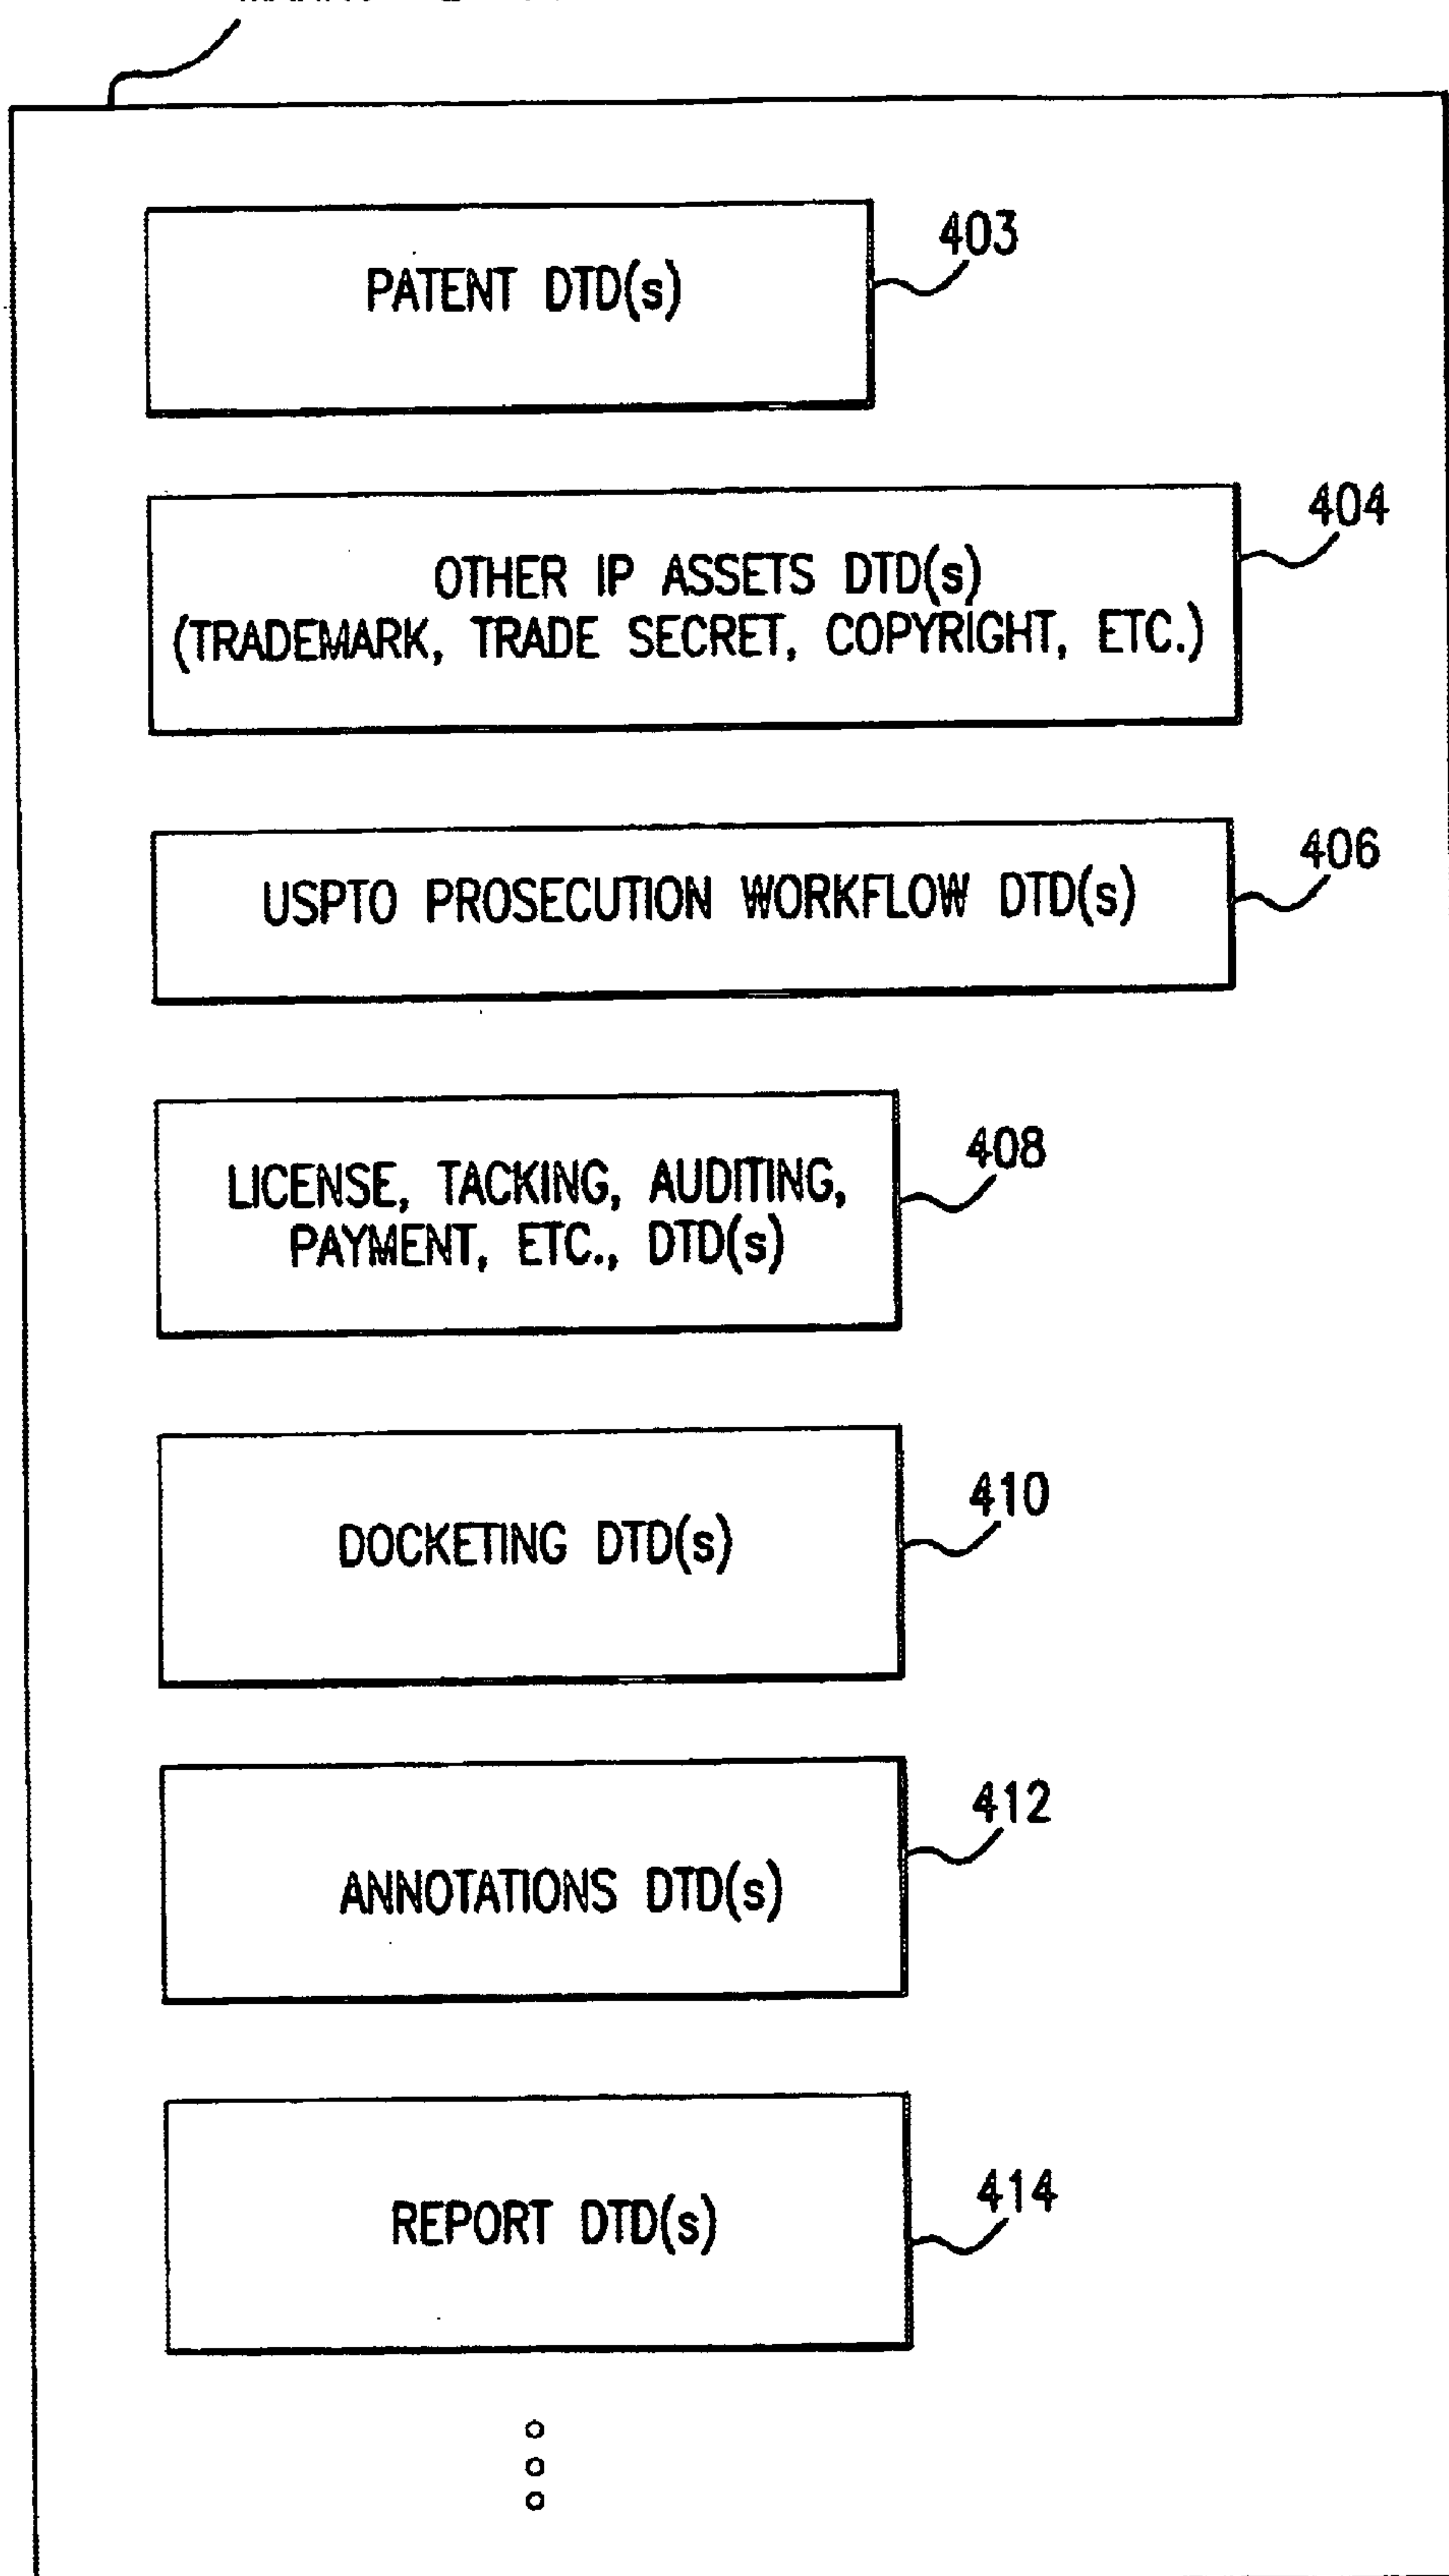 PATENT DTD(s)
403
OTHER IP ASSETS DTD(s)
(TRADEMARK, TRADE SECRET, COPYRIGHT, ETC.)
404
USPTO PROSECUTION WORKFLOW DTD(s)
406
LICENSE, TACKING, AUDITING,
PAYMENT, ETC., DTD(s)
408
DOCKETING DTD(s)
410
ANNOTATIONS DTD(s)
412
REPORT DTD(s)
414